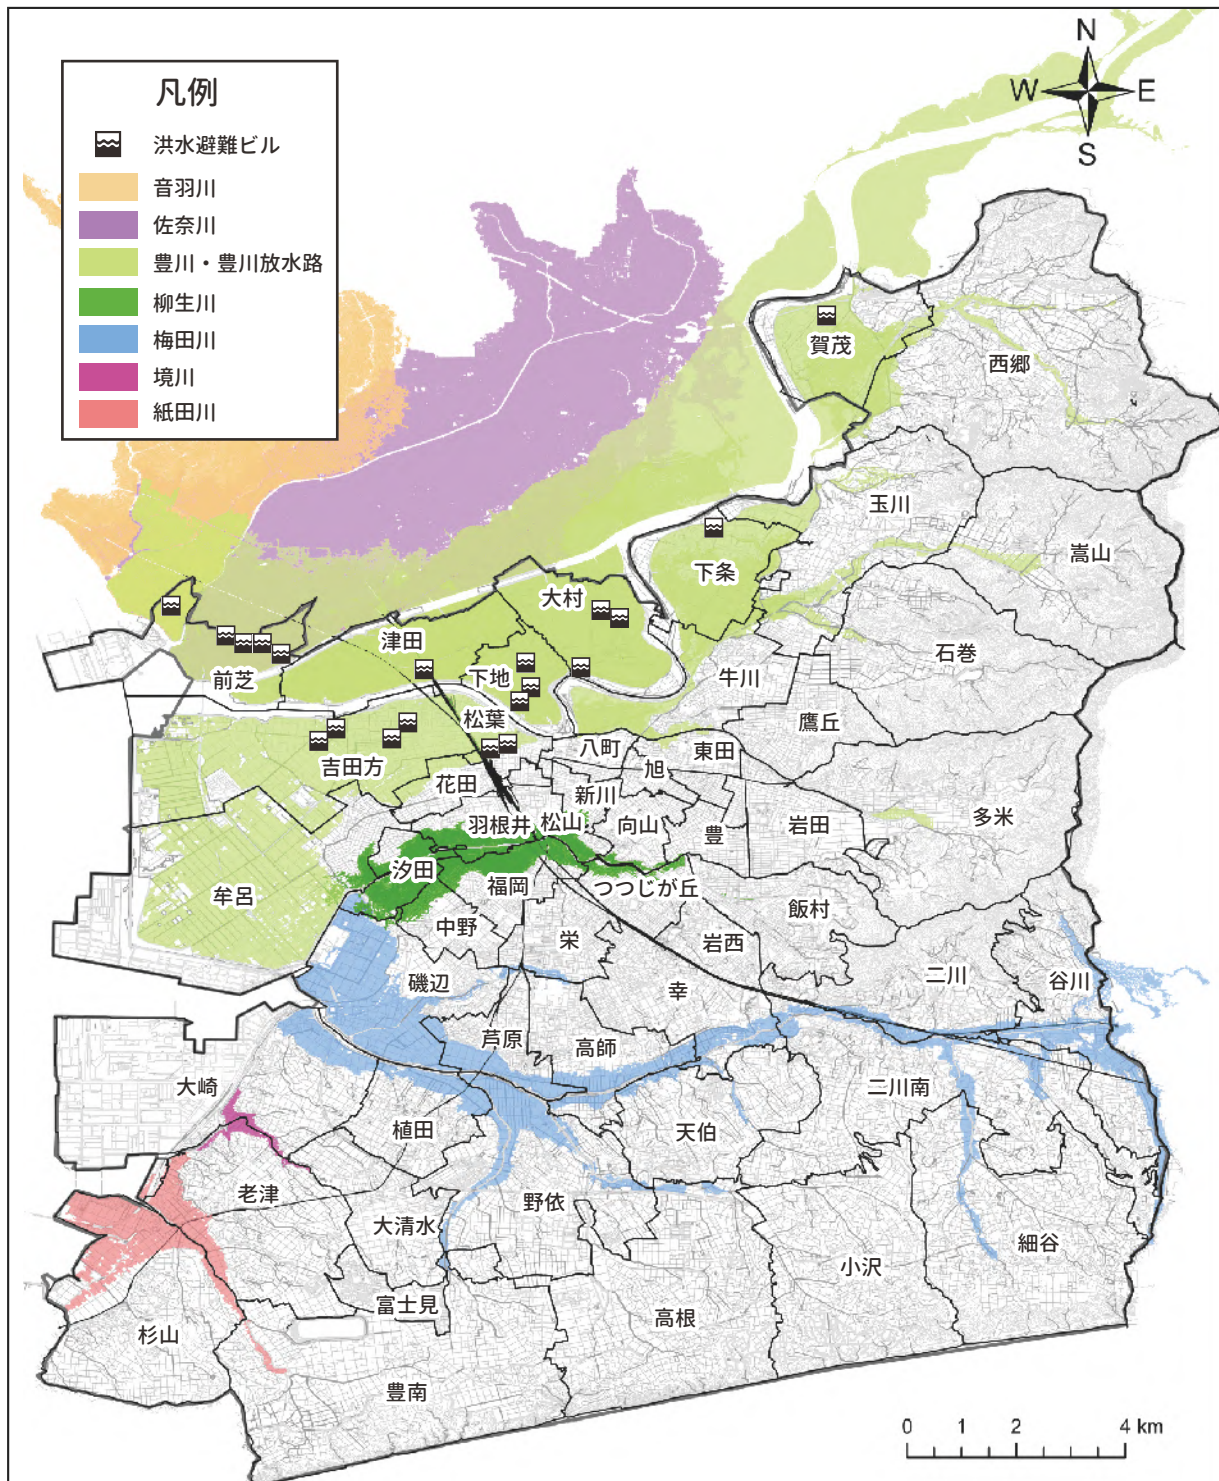 凡例
洪水避難ビル
音羽川
佐奈川
豊川・豊川放水路
柳生川
梅田川
境川
紙田川
N
W
E
S
賀茂
西郷
玉川
嵩山
下条
大村
津田
石巻
下地
前芝
牛川
松葉
鷹丘
八町
東田
吉田方
旭
花田
新川
羽根井
松山
向山
豊
岩田
多米
汐田
福岡
つつじが丘
牟呂
飯村
中野
栄
岩西
磯辺
二川
谷川
幸
芦原
高師
大崎
二川南
植田
天伯
老津
野依
大清水
細谷
小沢
富士見
高根
杉山
豊南
0 1 2 4 km